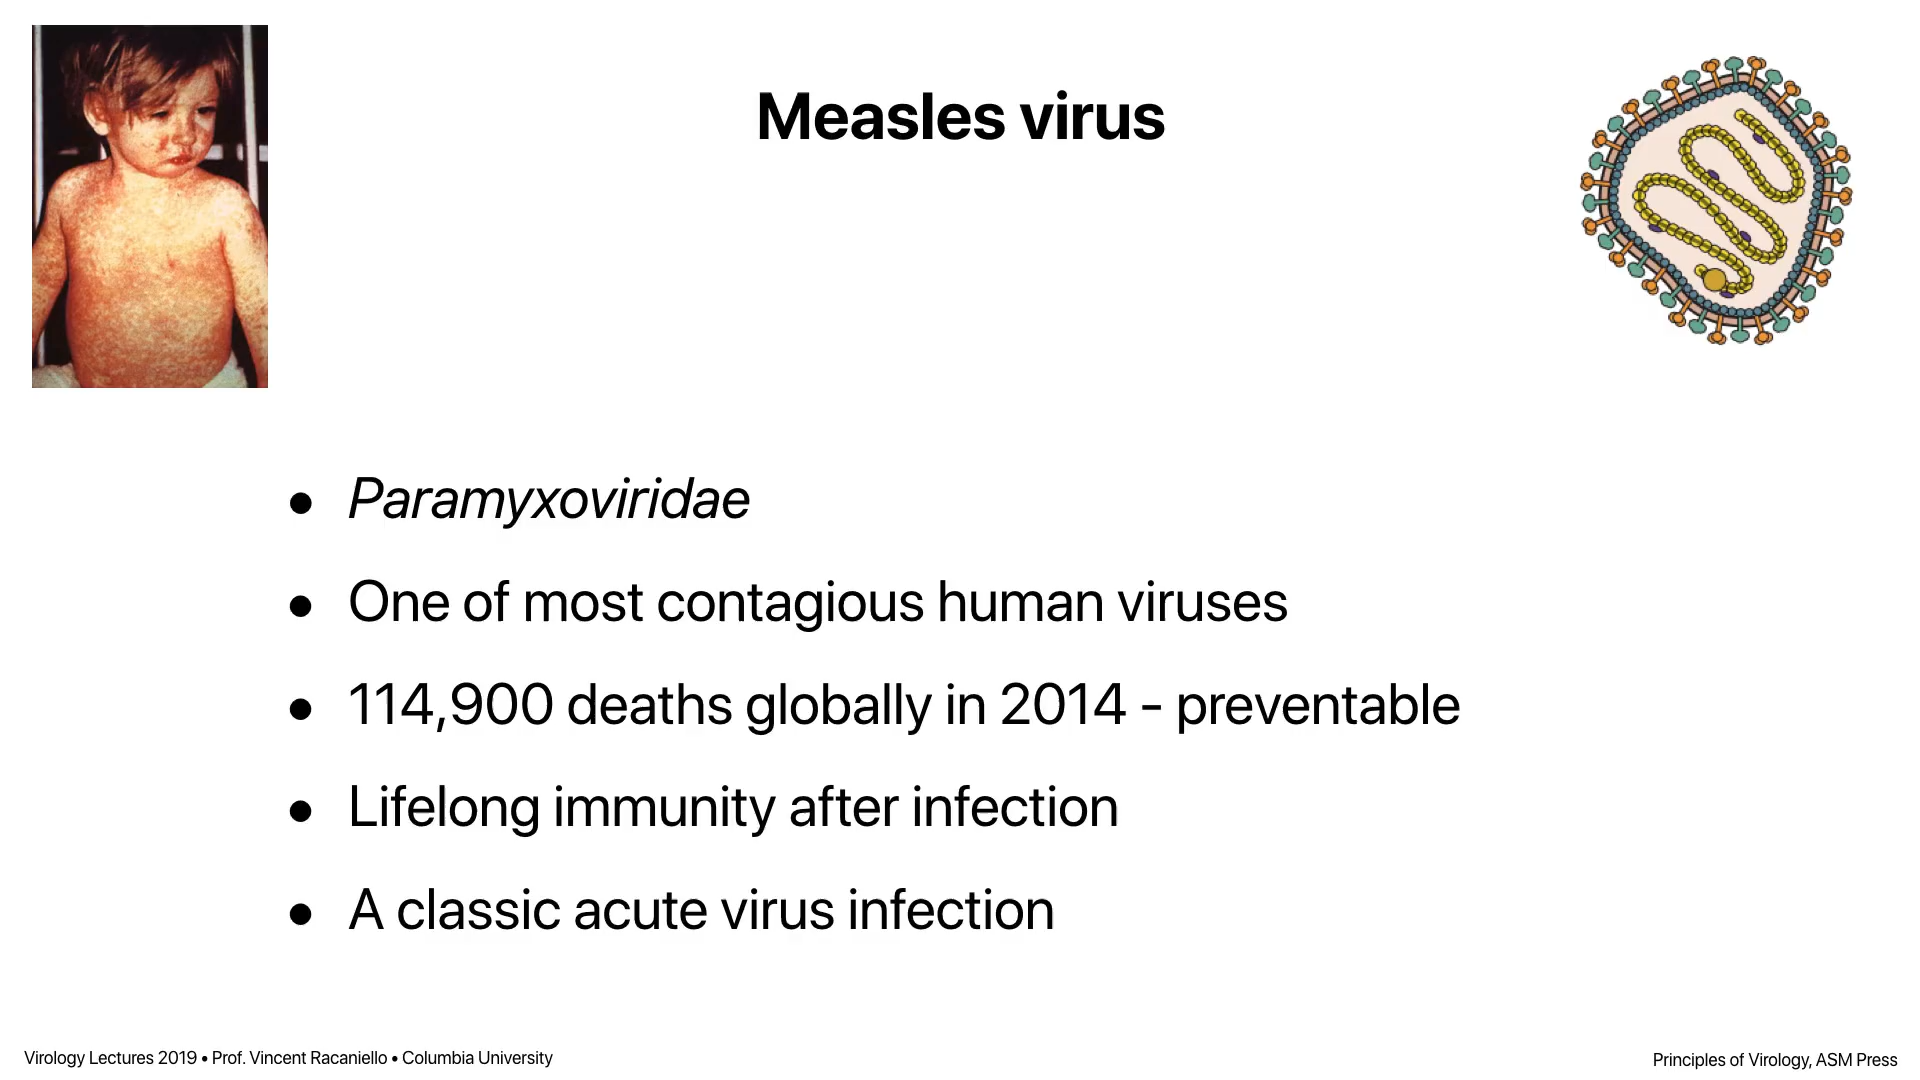 Measles virus
• Paramyxoviridae
• One of most contagious human viruses
• 114,900 deaths globally in 2014 - preventable
• Lifelong immunity after infection
• A classic acute virus infection
Virology Lectures 2019 • Prof. Vincent Racaniello • Columbia University
Principles of Virology, ASM Press